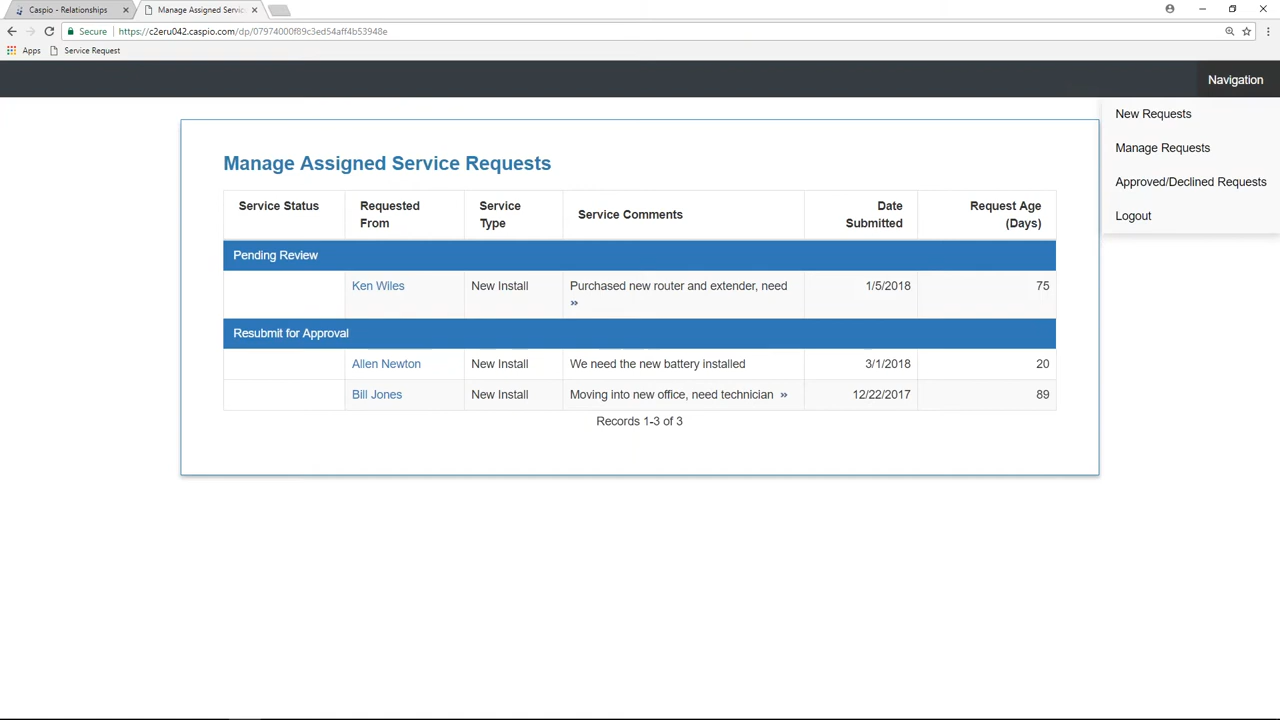 Caspio - Relationships
Manage Assigned Servic
Secure
https://c2eru042.caspio.com/dp/07974000f89c3ed54aff4b53948e
Apps
Service Request
Navigation
New Requests
Manage Requests
Approved/Declined Requests
Logout
Manage Assigned Service Requests
Service Status
Requested
From
Service
Type
Service Comments
Date
Submitted
Request Age
(Days)
Pending Review
Ken Wiles New Install Purchased new router and extender, need 1/5/2018 75
»
Resubmit for Approval
Allen Newton New Install We need the new battery installed 3/1/2018 20
Bill Jones New Install Moving into new office, need technician » 12/22/2017 89
Records 1-3 of 3